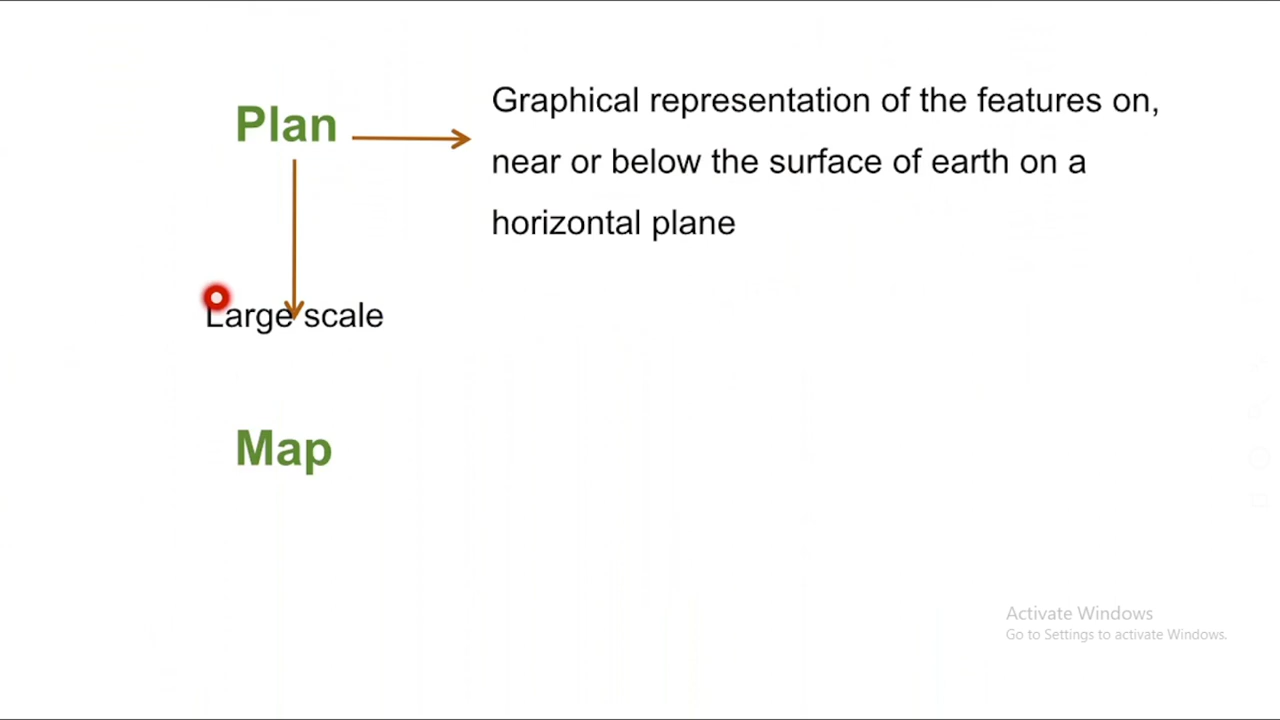 Plan
Graphical representation of the features on,
near or below the surface of earth on a
horizontal plane
Large scale
Map
Activate Windows
Go to Settings to activate Windows.